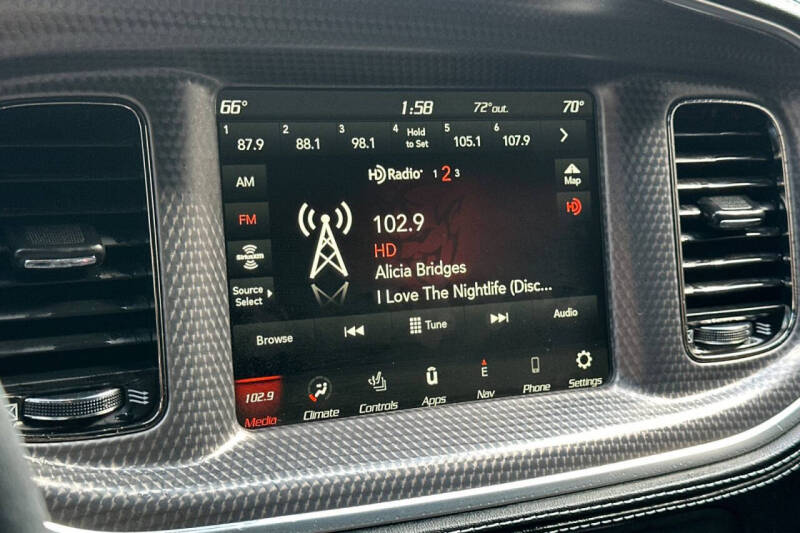 66° 1:58 72°out. 70°
1 87.9 2 88.1 3 98.1 4 Hold to Set 5 105.1 6 107.9
AM
HD Radio 1 2 3
Map
FM
HD
102.9
HD
SiriusXM
Alicia Bridges
Source Select
I Love The Nightlife (Disc...
Browse
Tune
Audio
102.9
Media
Climate
Controls
Apps
E
Nav
Phone
Settings